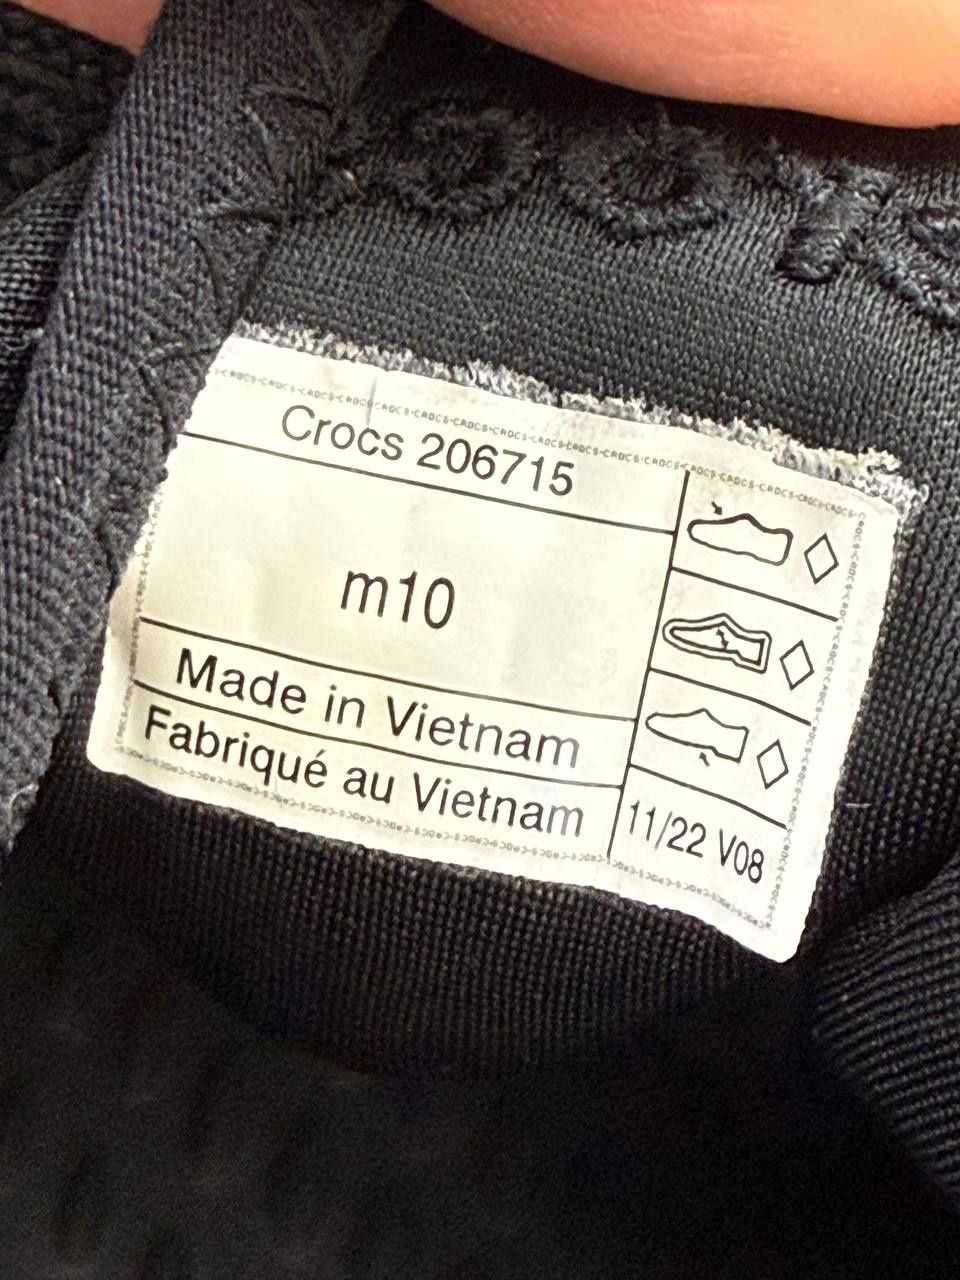 Crocs 206715
m10
Made in Vietnam
Fabriqué au Vietnam
11/22 V08